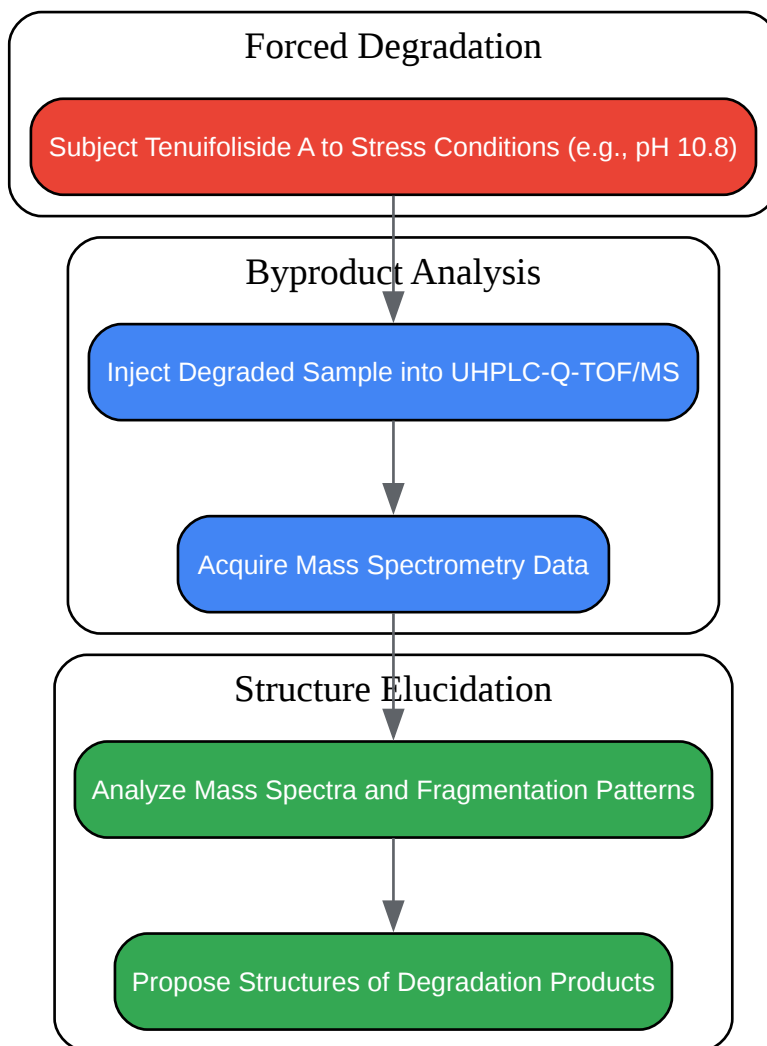 Forced Degradation
Subject Tenuifoliside A to Stress Conditions (e.g., pH 10.8)
Byproduct Analysis
Inject Degraded Sample into UHPLC-Q-TOF/MS
Acquire Mass Spectrometry Data
Structure Elucidation
Analyze Mass Spectra and Fragmentation Patterns
Propose Structures of Degradation Products